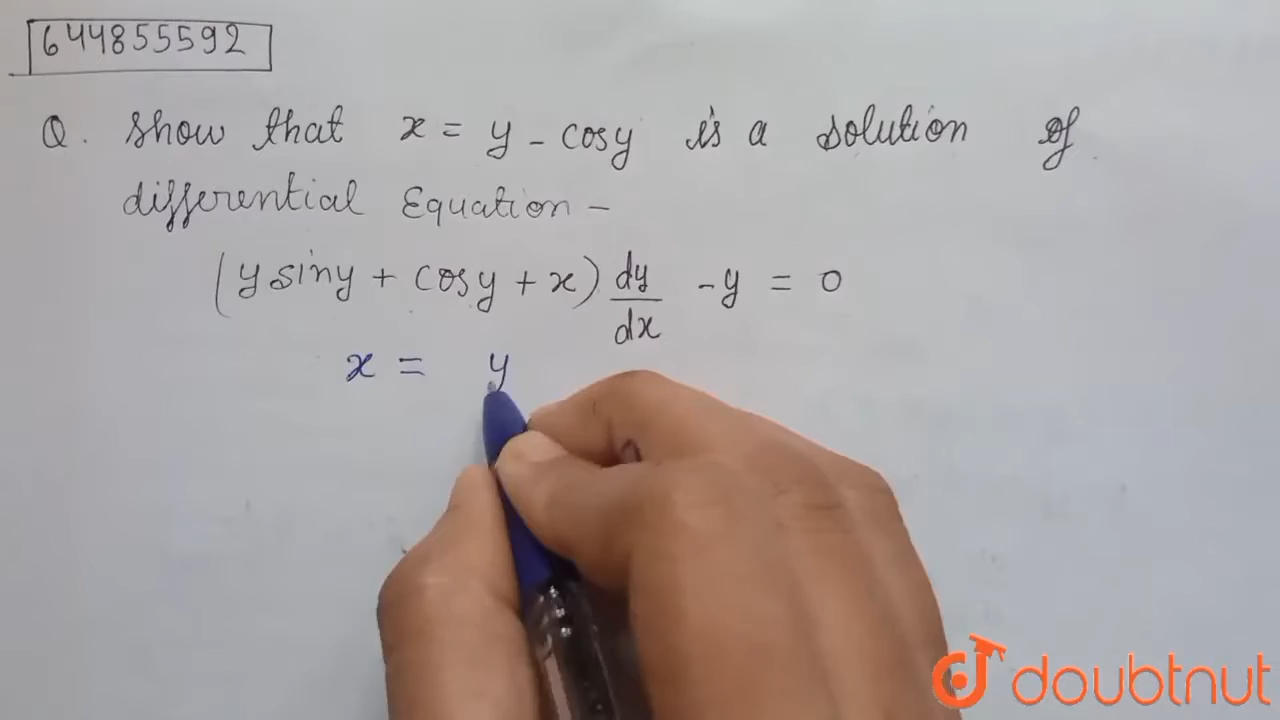 644855592
Q. Show that x = y - cosy is a solution of
differential Equation -
(y siny + cosy + x) dy/dx - y = 0
x = y
doubtnut